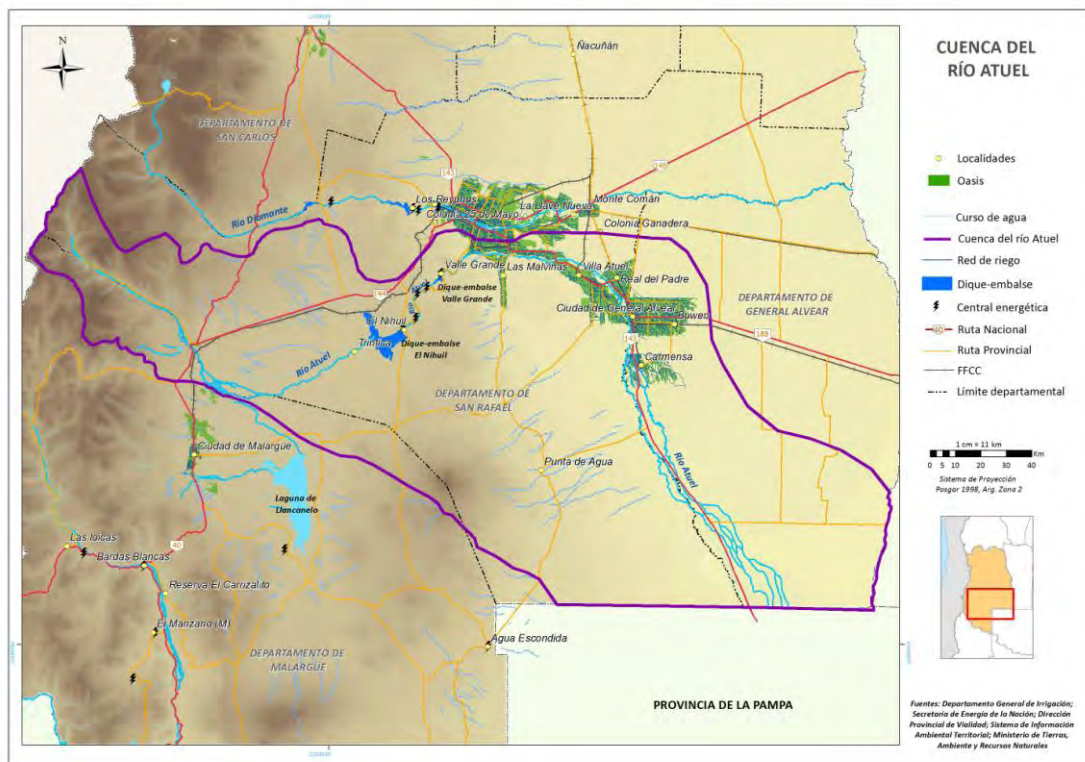 CUENCA DEL
RÍO ATUEL
Localidades
Oasis
Curso de agua
Cuenca del río Atuel
Red de riego
Dique-embalse
Central energética
40
Ruta Nacional
Ruta Provincial
FFCC
Límite departamental
1 cm = 11 km
0 5 10 20 30 40
Km
Sistema de Proyección
Posgar 1998, Arg. Zona 2
Fuentes: Departamento General de Irrigación;
Secretaría de Energía de la Nación; Dirección
Provincial de Vialidad; Sistema de Información
Ambiental Territorial; Ministerio de Tierras,
Ambiente y Recursos Naturales
N
Ñacuñán
DEPARTAMENTO DE
SAN CARLOS
143
146
Río Diamante
Los Reyunos
Colonia 25 de Mayo
La Llave Nueva
Monte Comán
Colonia Ganadera
Valle Grande
Las Malvinas
Villa Atuel
Real del Padre
Dique-embalse
Valle Grande
144
El Nihuil
Ciudad de General Alvear
Bowen
DEPARTAMENTO DE
GENERAL ALVEAR
188
Trintica
Dique-embalse
El Nihuil
143
Río Atuel
Carmensa
DEPARTAMENTO DE
SAN RAFAEL
Ciudad de Malargüe
Punta de Agua
Río Atuel
Laguna de
Llancanelo
Las loicas
40
Bardas Blancas
Reserva El Carrizalito
El Manzano (M)
Agua Escondida
DEPARTAMENTO DE
MALARGÜE
PROVINCIA DE LA PAMPA